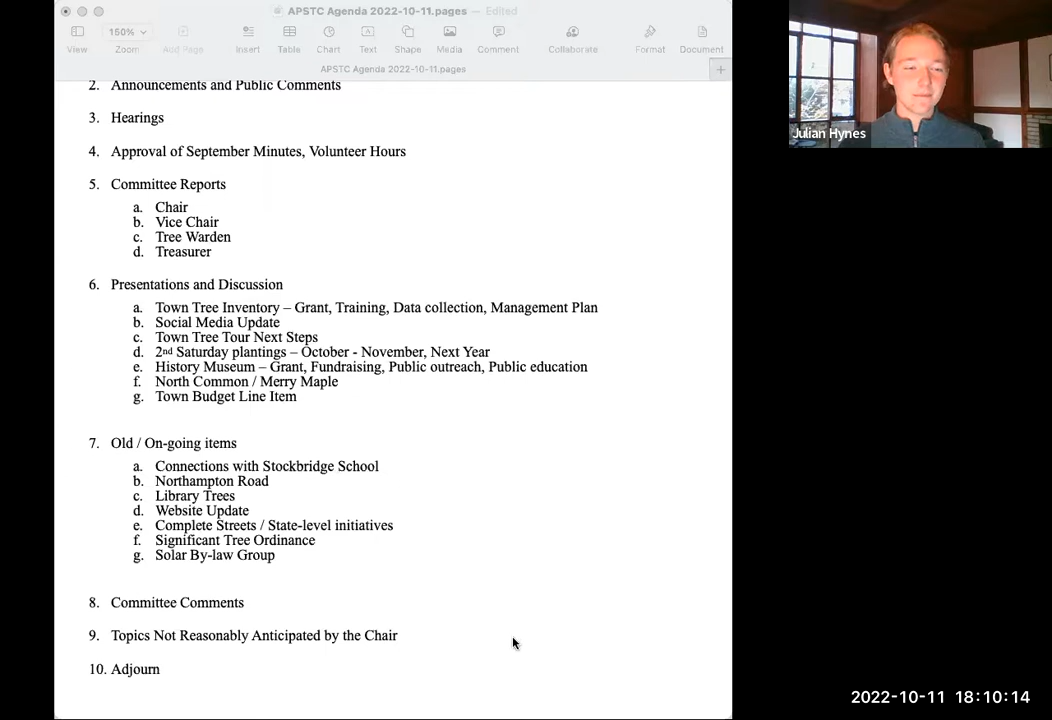 APSTC Agenda 2022-10-11.pages — Edited
150%
View
Zoom
Add Page
Insert
Table
Chart
Text
Shape
Media
Comment
Collaborate
Format
Document
APSTC Agenda 2022-10-11.pages
2. Announcements and Public Comments
3. Hearings
4. Approval of September Minutes, Volunteer Hours
5. Committee Reports
a. Chair
b. Vice Chair
c. Tree Warden
d. Treasurer
6. Presentations and Discussion
a. Town Tree Inventory – Grant, Training, Data collection, Management Plan
b. Social Media Update
c. Town Tree Tour Next Steps
d. 2nd Saturday plantings – October - November, Next Year
e. History Museum – Grant, Fundraising, Public outreach, Public education
f. North Common / Merry Maple
g. Town Budget Line Item
7. Old / On-going items
a. Connections with Stockbridge School
b. Northampton Road
c. Library Trees
d. Website Update
e. Complete Streets / State-level initiatives
f. Significant Tree Ordinance
g. Solar By-law Group
8. Committee Comments
9. Topics Not Reasonably Anticipated by the Chair
10. Adjourn
Julian Hynes
2022-10-11 18:10:14